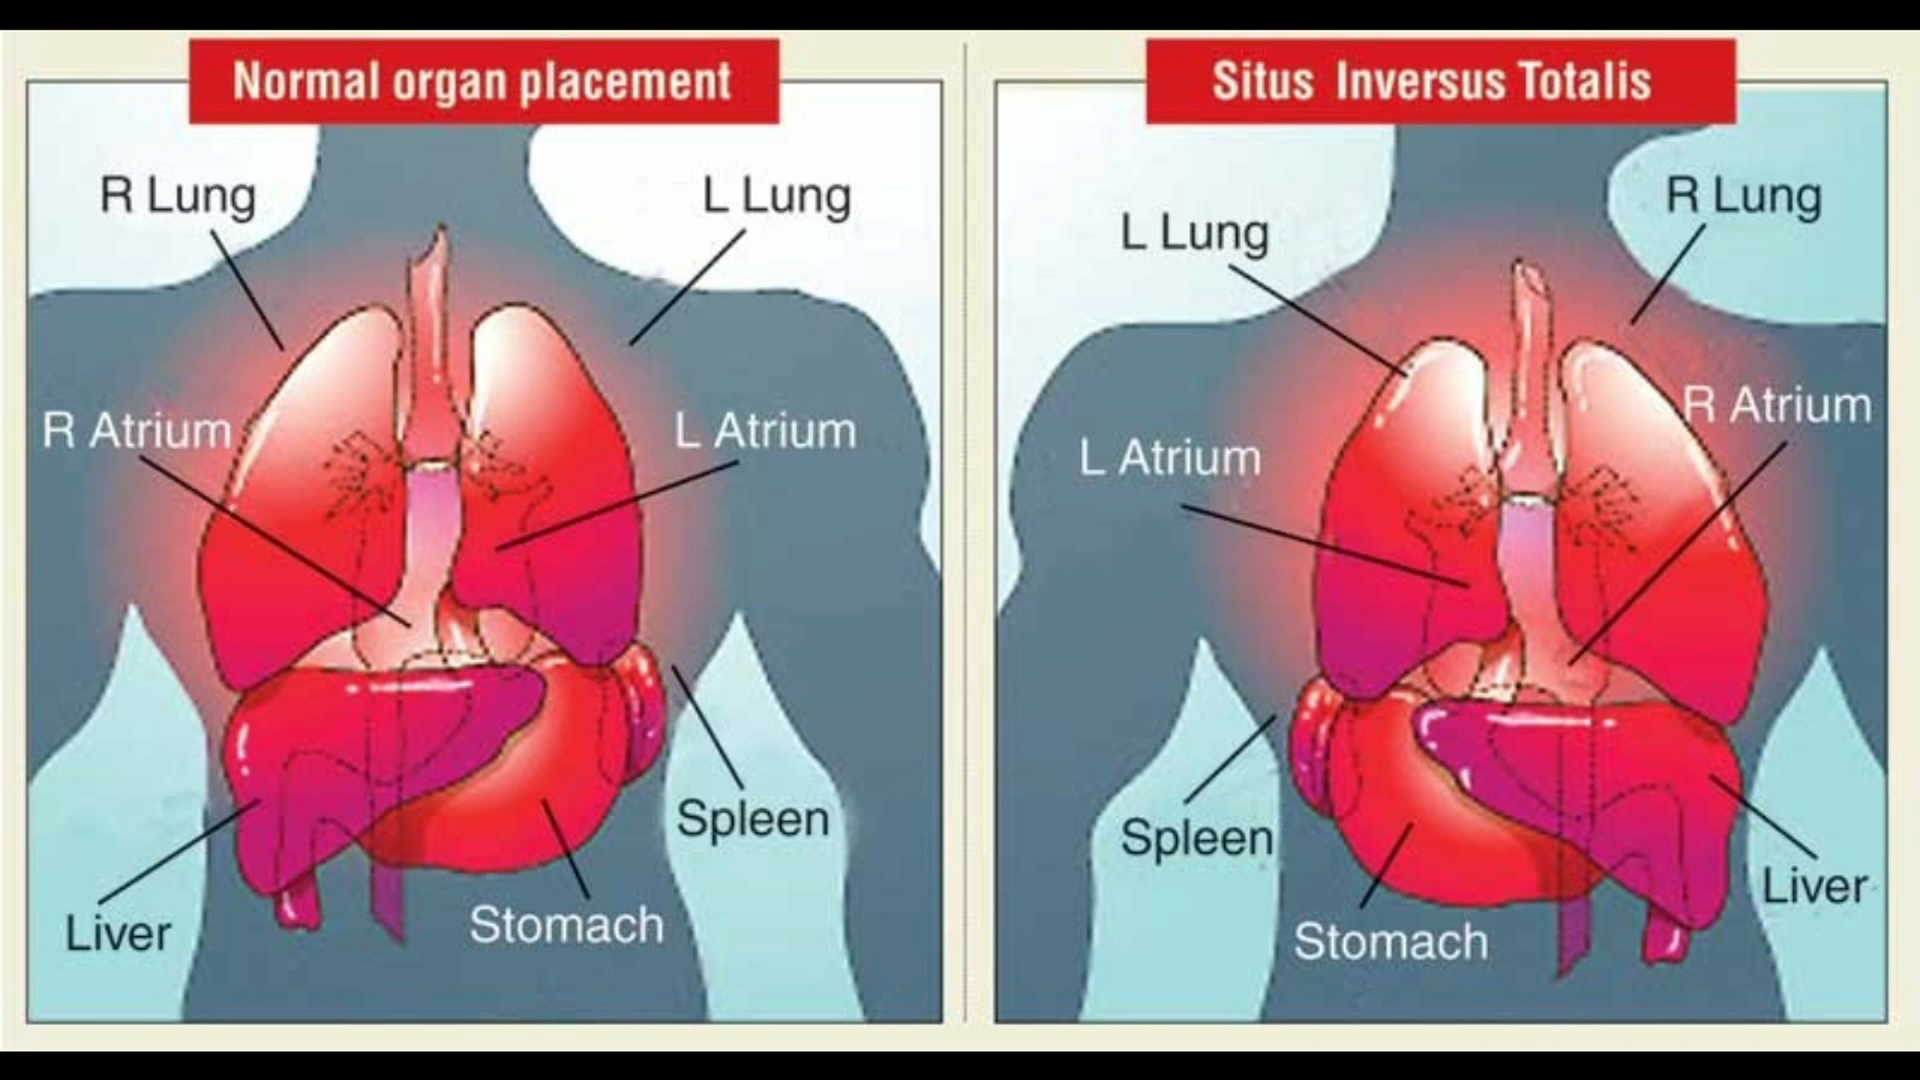 Normal organ placement
R Lung
L Lung
R Atrium
L Atrium
Spleen
Liver
Stomach
Situs Inversus Totalis
L Lung
R Lung
L Atrium
R Atrium
Spleen
Liver
Stomach